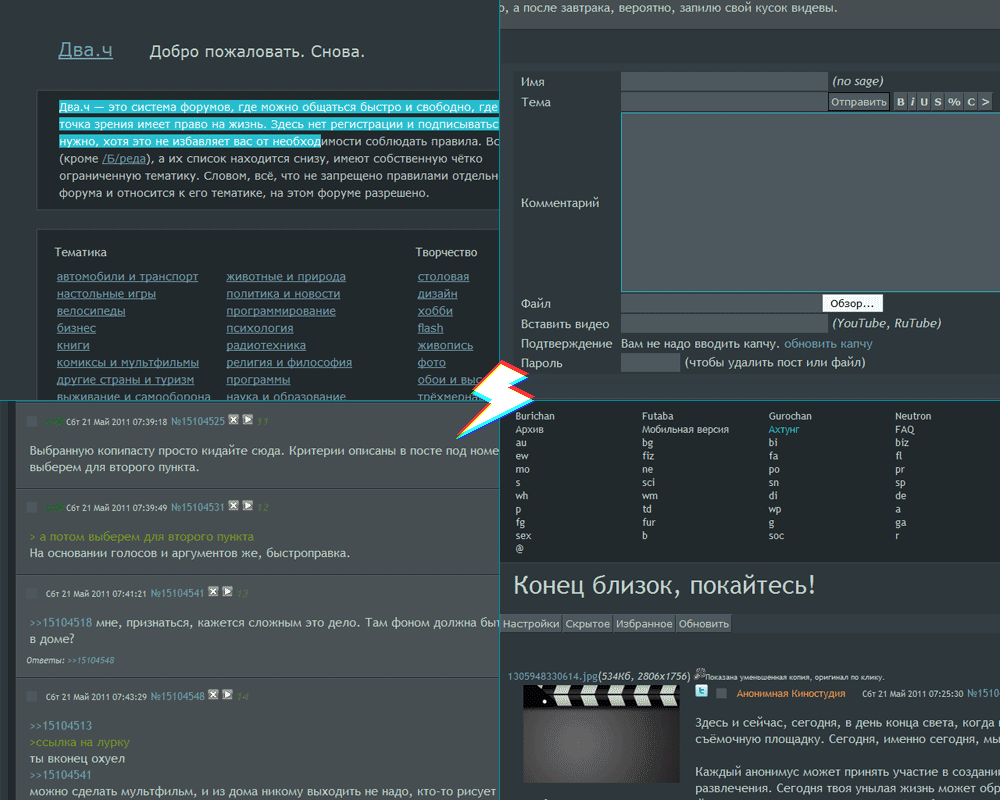 Два.ч Добро пожаловать. Снова.
Два.ч — это система форумов, где можно общаться быстро и свободно, где
точка зрения имеет право на жизнь. Здесь нет регистрации и подписыватьс
нужно, хотя это не избавляет вас от необходимости соблюдать правила. Вс
(кроме /Б/реда), а их список находится снизу, имеют собственную чётко
ограниченную тематику. Словом, всё, что не запрещено правилами отдельн
форума и относится к его тематике, на этом форуме разрешено.
Тематика Творчество
автомобили и транспорт животные и природа столовая
настольные игры политика и новости дизайн
велосипеды программирование хобби
бизнес психология flash
книги радиотехника живопись
комиксы и мультфильмы религия и философия фото
другие страны и туризм программы обои и выс
выживание и самооборона наука и образование трёхмерна
о, а после завтрака, вероятно, запилю свой кусок видевы.
Имя (no sage)
Тема Отправить B i U S % C >
Комментарий
Файл Обзор...
Вставить видео (YouTube, RuTube)
Подтверждение Вам не надо вводить капчу. обновить капчу
Пароль (чтобы удалить пост или файл)
Сбт 21 Май 2011 07:39:18 №15104525 11
Выбранную копипасту просто кидайте сюда. Критерии описаны в посте под номе
выберем для второго пункта.
Сбт 21 Май 2011 07:39:49 №15104531 12
> а потом выберем для второго пункта
На основании голосов и аргументов же, быстроправка.
Сбт 21 Май 2011 07:41:21 №15104541 13
>>15104518 мне, признаться, кажется сложным это дело. Там фоном должна быт
в доме?
Ответы: >>15104548
Сбт 21 Май 2011 07:43:29 №15104548 14
>>15104513
>ссылка на лурку
ты вконец охуел
>>15104541
можно сделать мультфильм, и из дома никому выходить не надо, кто-то рисует
Burichan Futaba Gurochan Neutron
Архив Мобильная версия Ахтунг FAQ
au bg bi biz
ew fiz fa fl
mo ne po pr
s sci sn sp
wh wm di de
p td wp a
fg fur g ga
sex b soc r
@
Конец близок, покайтесь!
Настройки Скрытое Избранное Обновить
1305948330614.jpg(534Кб, 2806x1756) Показана уменьшенная копия, оригинал по клику.
t Анонимная Киностудия Сбт 21 Май 2011 07:25:30 №1510
Здесь и сейчас, сегодня, в день конца света, когда
съёмочную площадку. Сегодня, именно сегодня, мы
Каждый анонимус может принять участие в создани
развлечения. Сегодня твоя унылая жизнь может обр